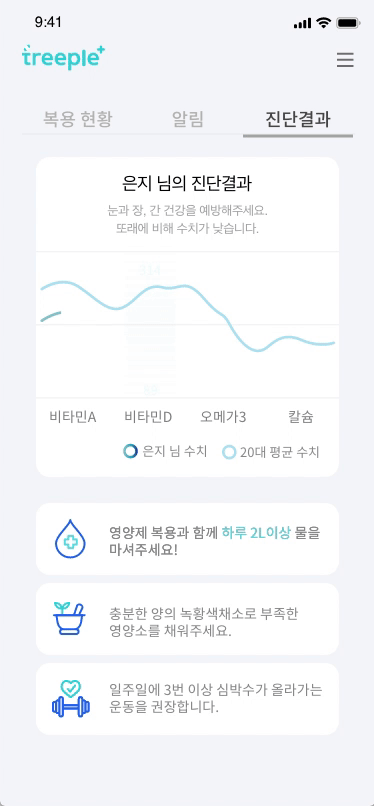 9:41
treeple+
복용 현황
알림
진단결과
은지 님의 진단결과
눈과 장, 간 건강을 예방해주세요.
또래에 비해 수치가 낮습니다.
비타민A
비타민D
오메가3
칼슘
은지 님 수치
20대 평균 수치
영양제 복용과 함께 하루 2L이상 물을
마셔주세요!
충분한 양의 녹황색채소로 부족한
영양소를 채워주세요.
일주일에 3번 이상 심박수가 올라가는
운동을 권장합니다.